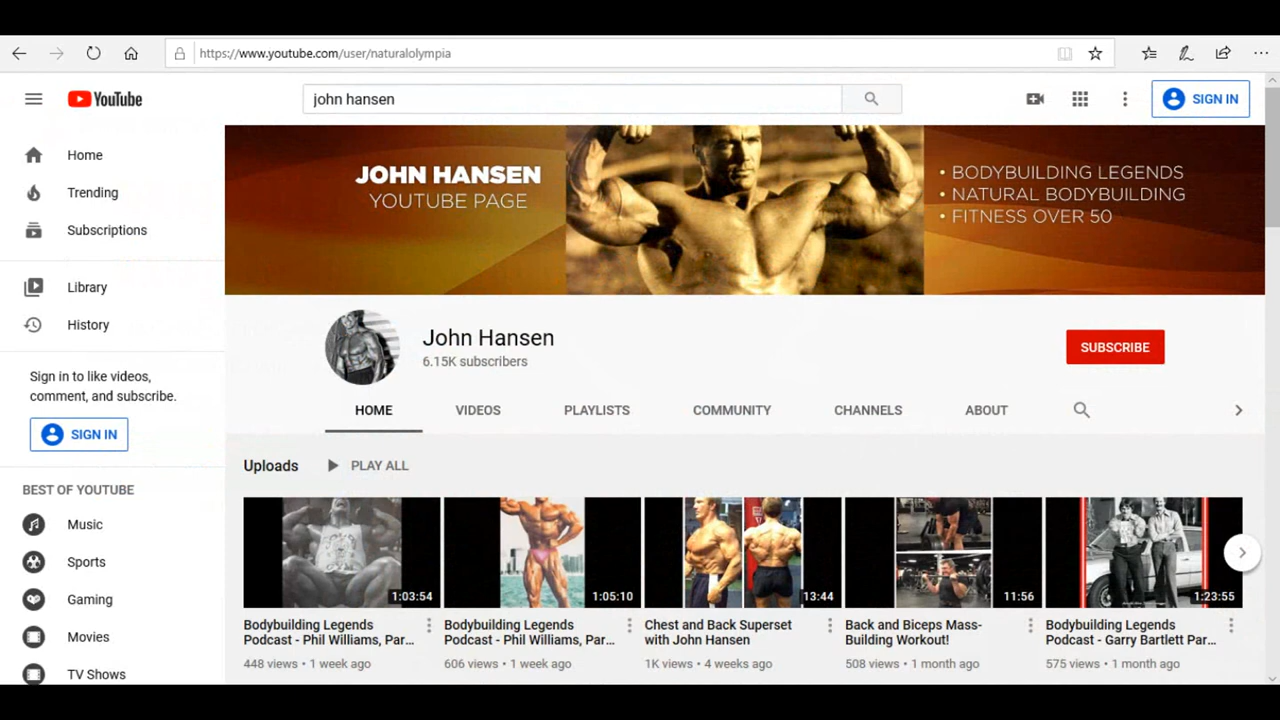 https://www.youtube.com/user/naturalolympia
YouTube
john hansen
SIGN IN
Home
Trending
Subscriptions
Library
History
Sign in to like videos,
comment, and subscribe.
SIGN IN
BEST OF YOUTUBE
Music
Sports
Gaming
Movies
TV Shows
JOHN HANSEN
YOUTUBE PAGE
• BODYBUILDING LEGENDS
• NATURAL BODYBUILDING
• FITNESS OVER 50
John Hansen
6.15K subscribers
SUBSCRIBE
HOME VIDEOS PLAYLISTS COMMUNITY CHANNELS ABOUT
Uploads PLAY ALL
1:03:54
Bodybuilding Legends
Podcast - Phil Williams, Par...
448 views • 1 week ago
1:05:10
Bodybuilding Legends
Podcast - Phil Williams, Par...
606 views • 1 week ago
13:44
Chest and Back Superset
with John Hansen
1K views • 4 weeks ago
11:56
Back and Biceps Mass-
Building Workout!
508 views • 1 month ago
1:23:55
Bodybuilding Legends
Podcast - Garry Bartlett Par...
575 views • 1 month ago